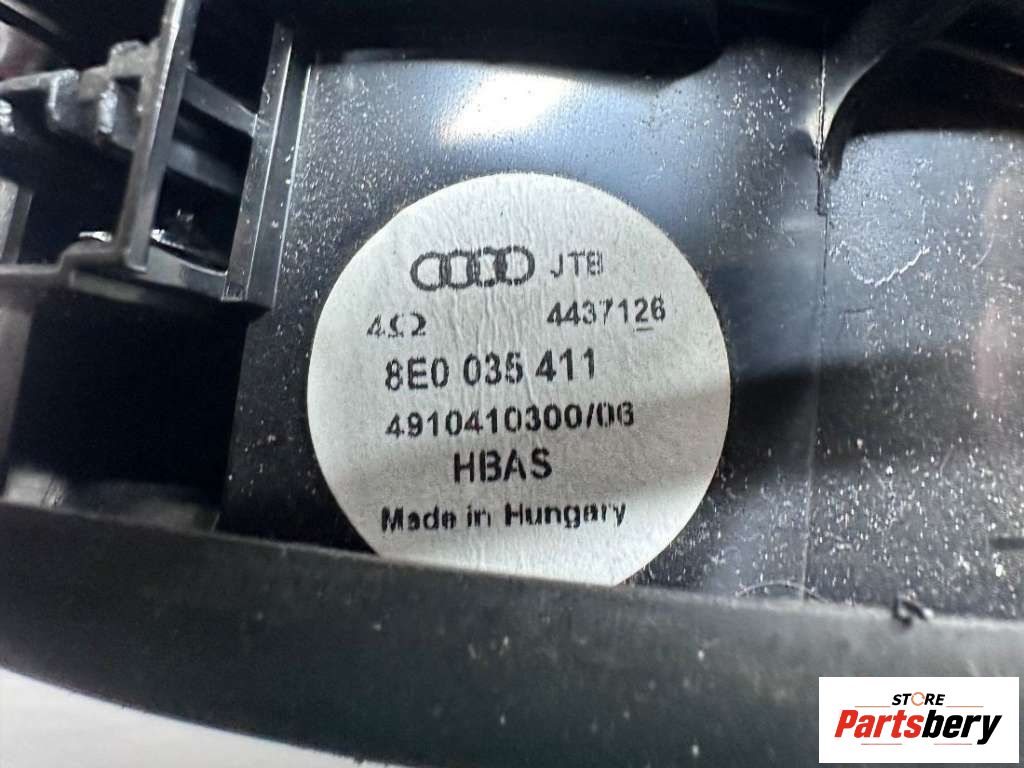 JTB
4Ω 4437126
8E0 035 411
4910410300/06
HBAS
Made in Hungary
STORE
Partsbery